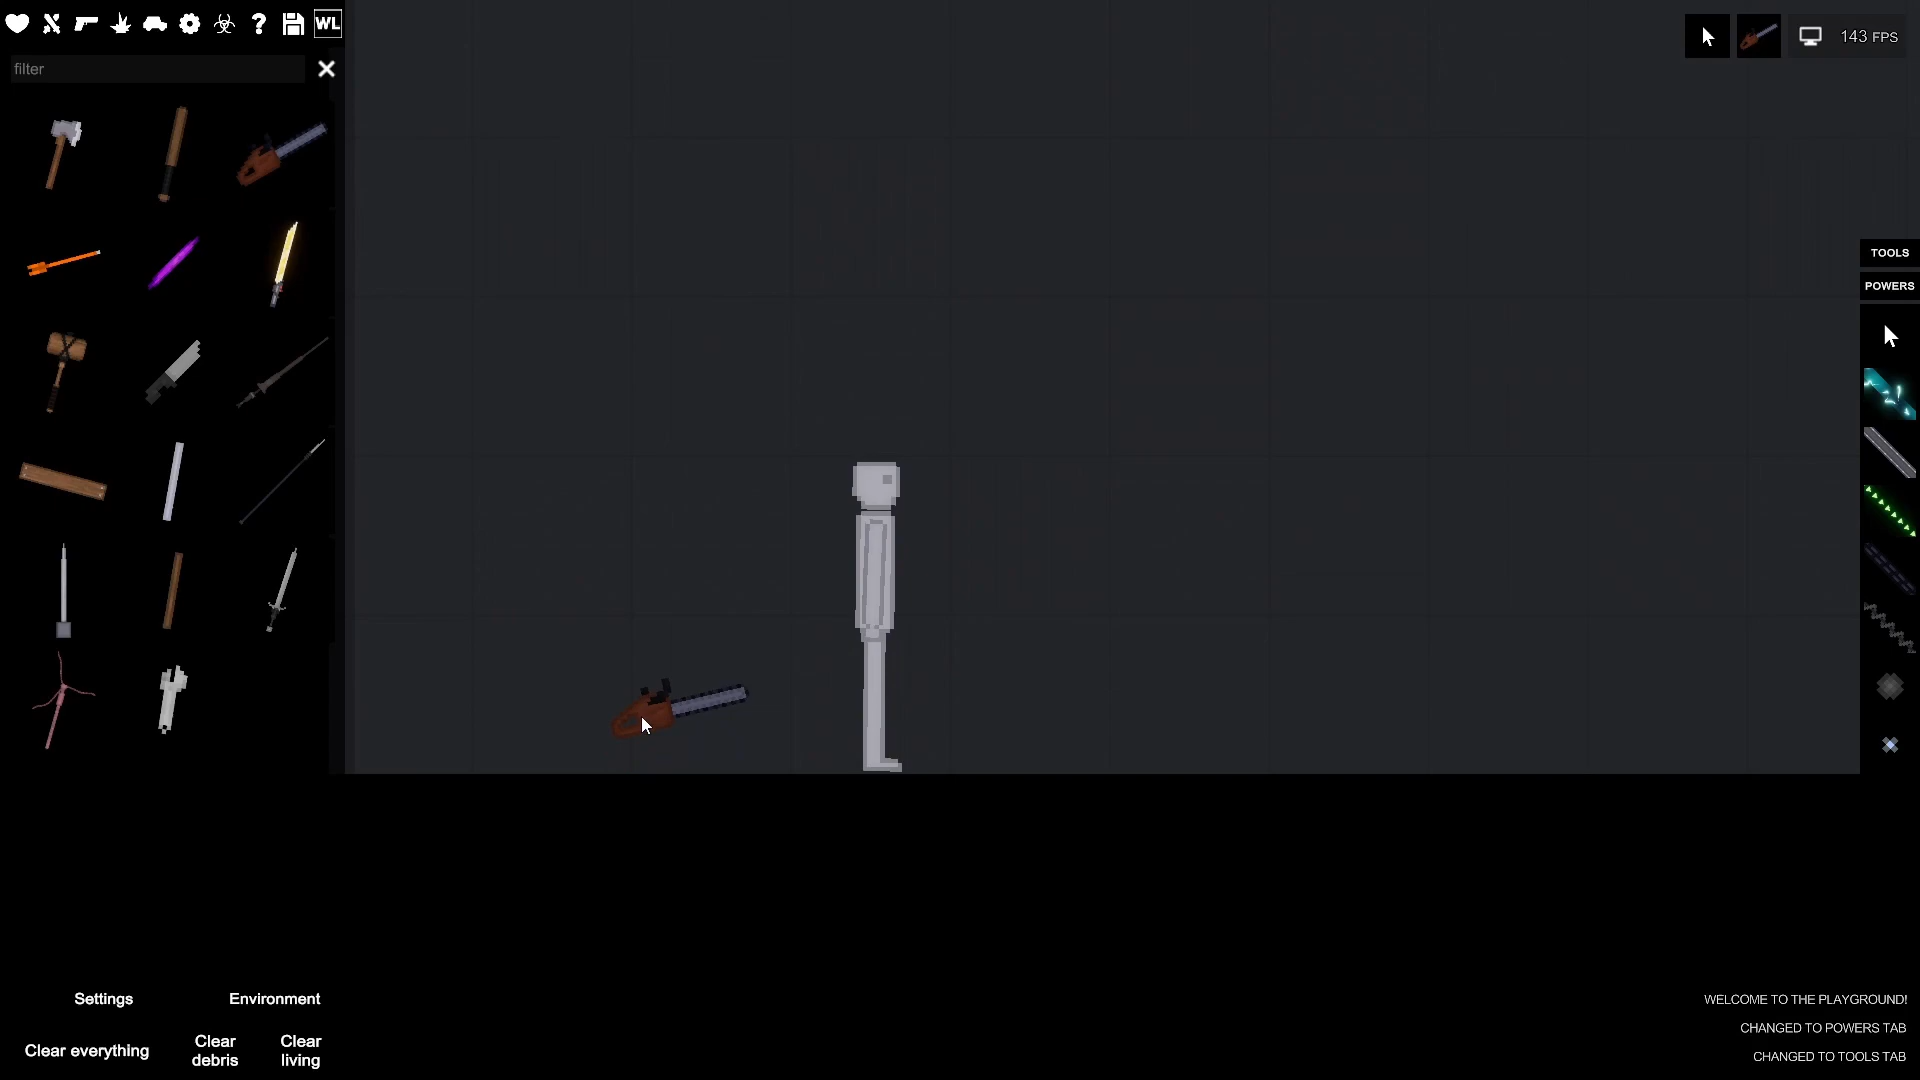 WL
filter
143 FPS
TOOLS
POWERS
Settings
Environment
Clear everything
Clear
debris
Clear
living
WELCOME TO THE PLAYGROUND!
CHANGED TO POWERS TAB
CHANGED TO TOOLS TAB